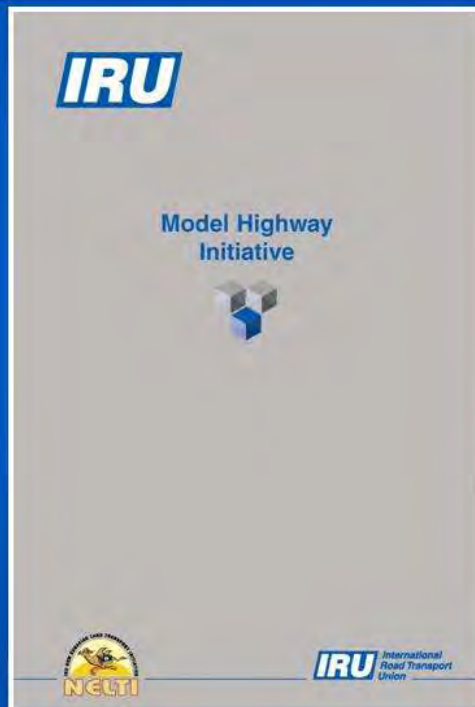 IRU
Model Highway
Initiative
NELTI
IRU International
Road Transport
Union